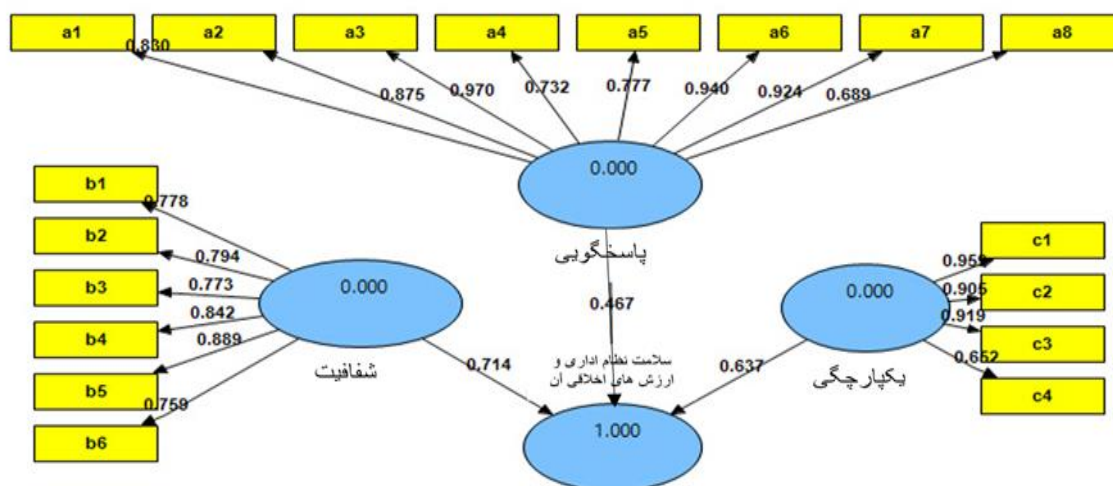 a1 a2 a3 a4 a5 a6 a7 a8
0.830 0.875 0.970 0.732 0.777 0.940 0.924 0.689
0.000
پاسخگویی
b1
0.778
b2
0.794
b3
0.773
b4
0.842
b5
0.889
b6
0.759
0.000
شفافیت
0.714
0.467
c1
0.959
c2
0.905
c3
0.919
c4
0.652
0.000
یکپارچگی
0.637
سلامت نظام اداری و
ارزش های اخلاقی آن
1.000